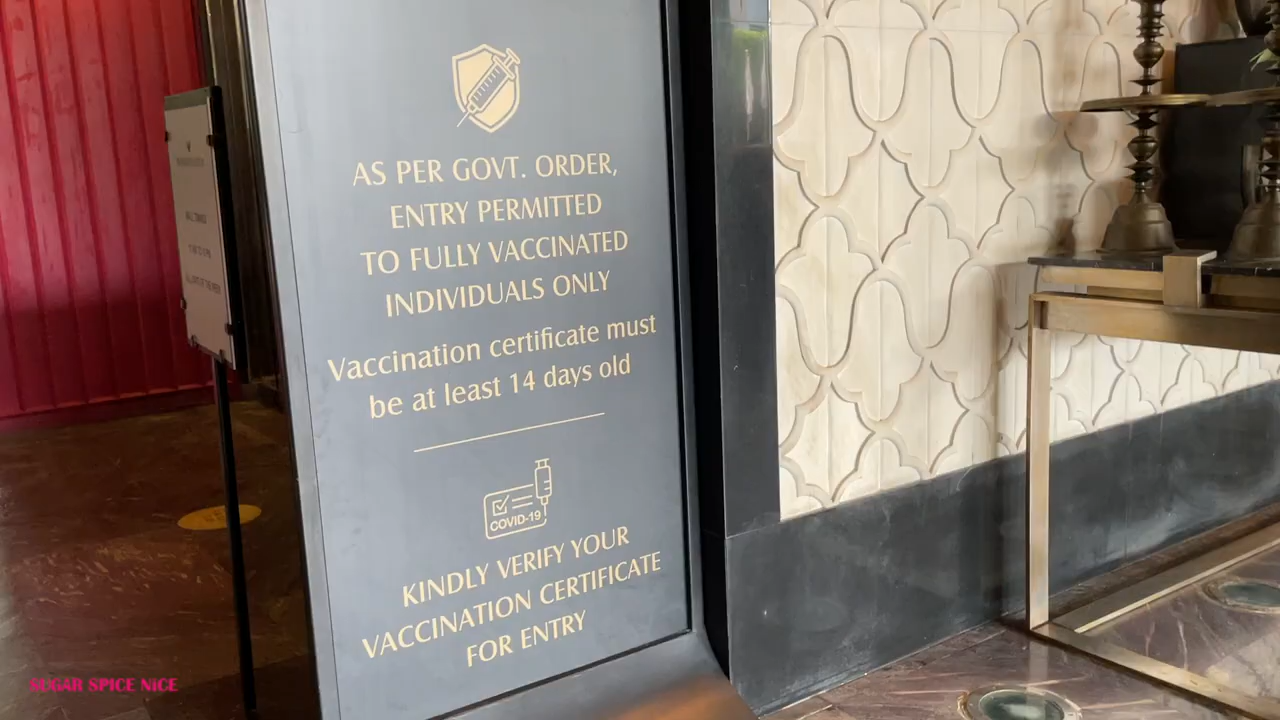 AS PER GOVT. ORDER,
ENTRY PERMITTED
TO FULLY VACCINATED
INDIVIDUALS ONLY
Vaccination certificate must
be at least 14 days old
COVID-19
KINDLY VERIFY YOUR
VACCINATION CERTIFICATE
FOR ENTRY
SUGAR SPICE NICE